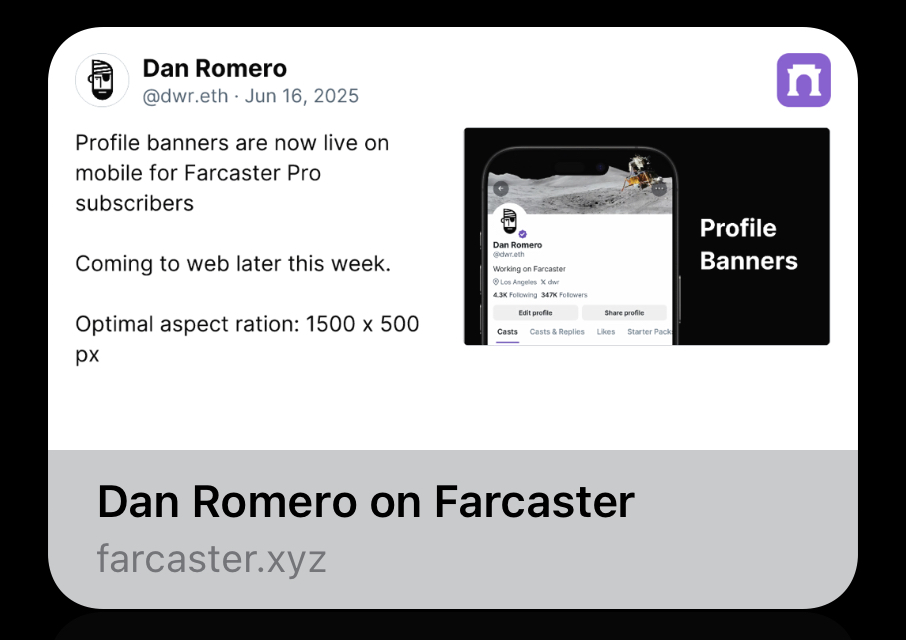 Dan Romero
@dwr.eth · Jun 16, 2025
Profile banners are now live on
mobile for Farcaster Pro
subscribers
Coming to web later this week.
Optimal aspect ration: 1500 x 500
px
Dan Romero
@dwr.eth
Working on Farcaster
Los Angeles X dwr
4.3K Following 347K Followers
Edit profile Share profile
Casts Casts & Replies Likes Starter Pack
Profile
Banners
Dan Romero on Farcaster
farcaster.xyz